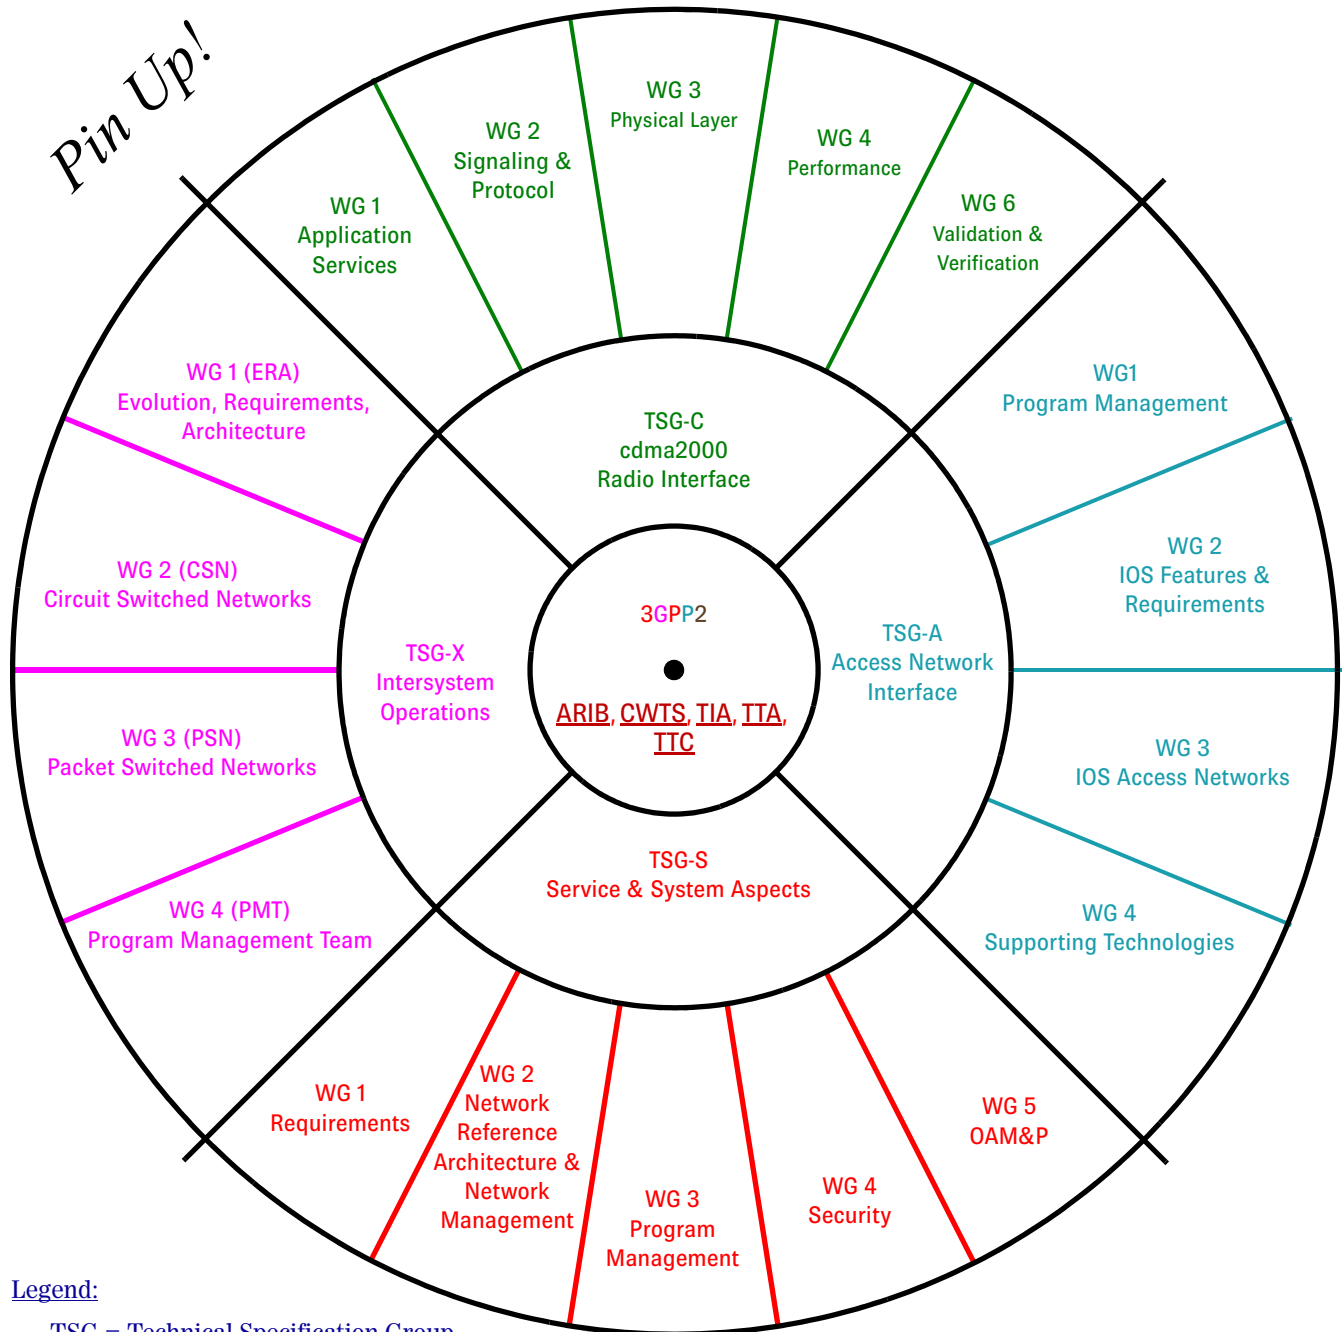 Pin Up!
WG 1
Application
Services
WG 2
Signaling &
Protocol
WG 3
Physical Layer
WG 4
Performance
WG 6
Validation &
Verification
WG 1 (ERA)
Evolution, Requirements,
Architecture
WG 2 (CSN)
Circuit Switched Networks
WG 3 (PSN)
Packet Switched Networks
WG 4 (PMT)
Program Management Team
TSG-C
cdma2000
Radio Interface
TSG-X
Intersystem
Operations
3GPP2
ARIB, CWTS, TIA, TTA,
TTC
TSG-A
Access Network
Interface
TSG-S
Service & System Aspects
WG1
Program Management
WG 2
IOS Features &
Requirements
WG 3
IOS Access Networks
WG 4
Supporting Technologies
WG 1
Requirements
WG 2
Network
Reference
Architecture &
Network
Management
WG 3
Program
Management
WG 4
Security
WG 5
OAM&P
Legend:
TSG = Technical Specification Group